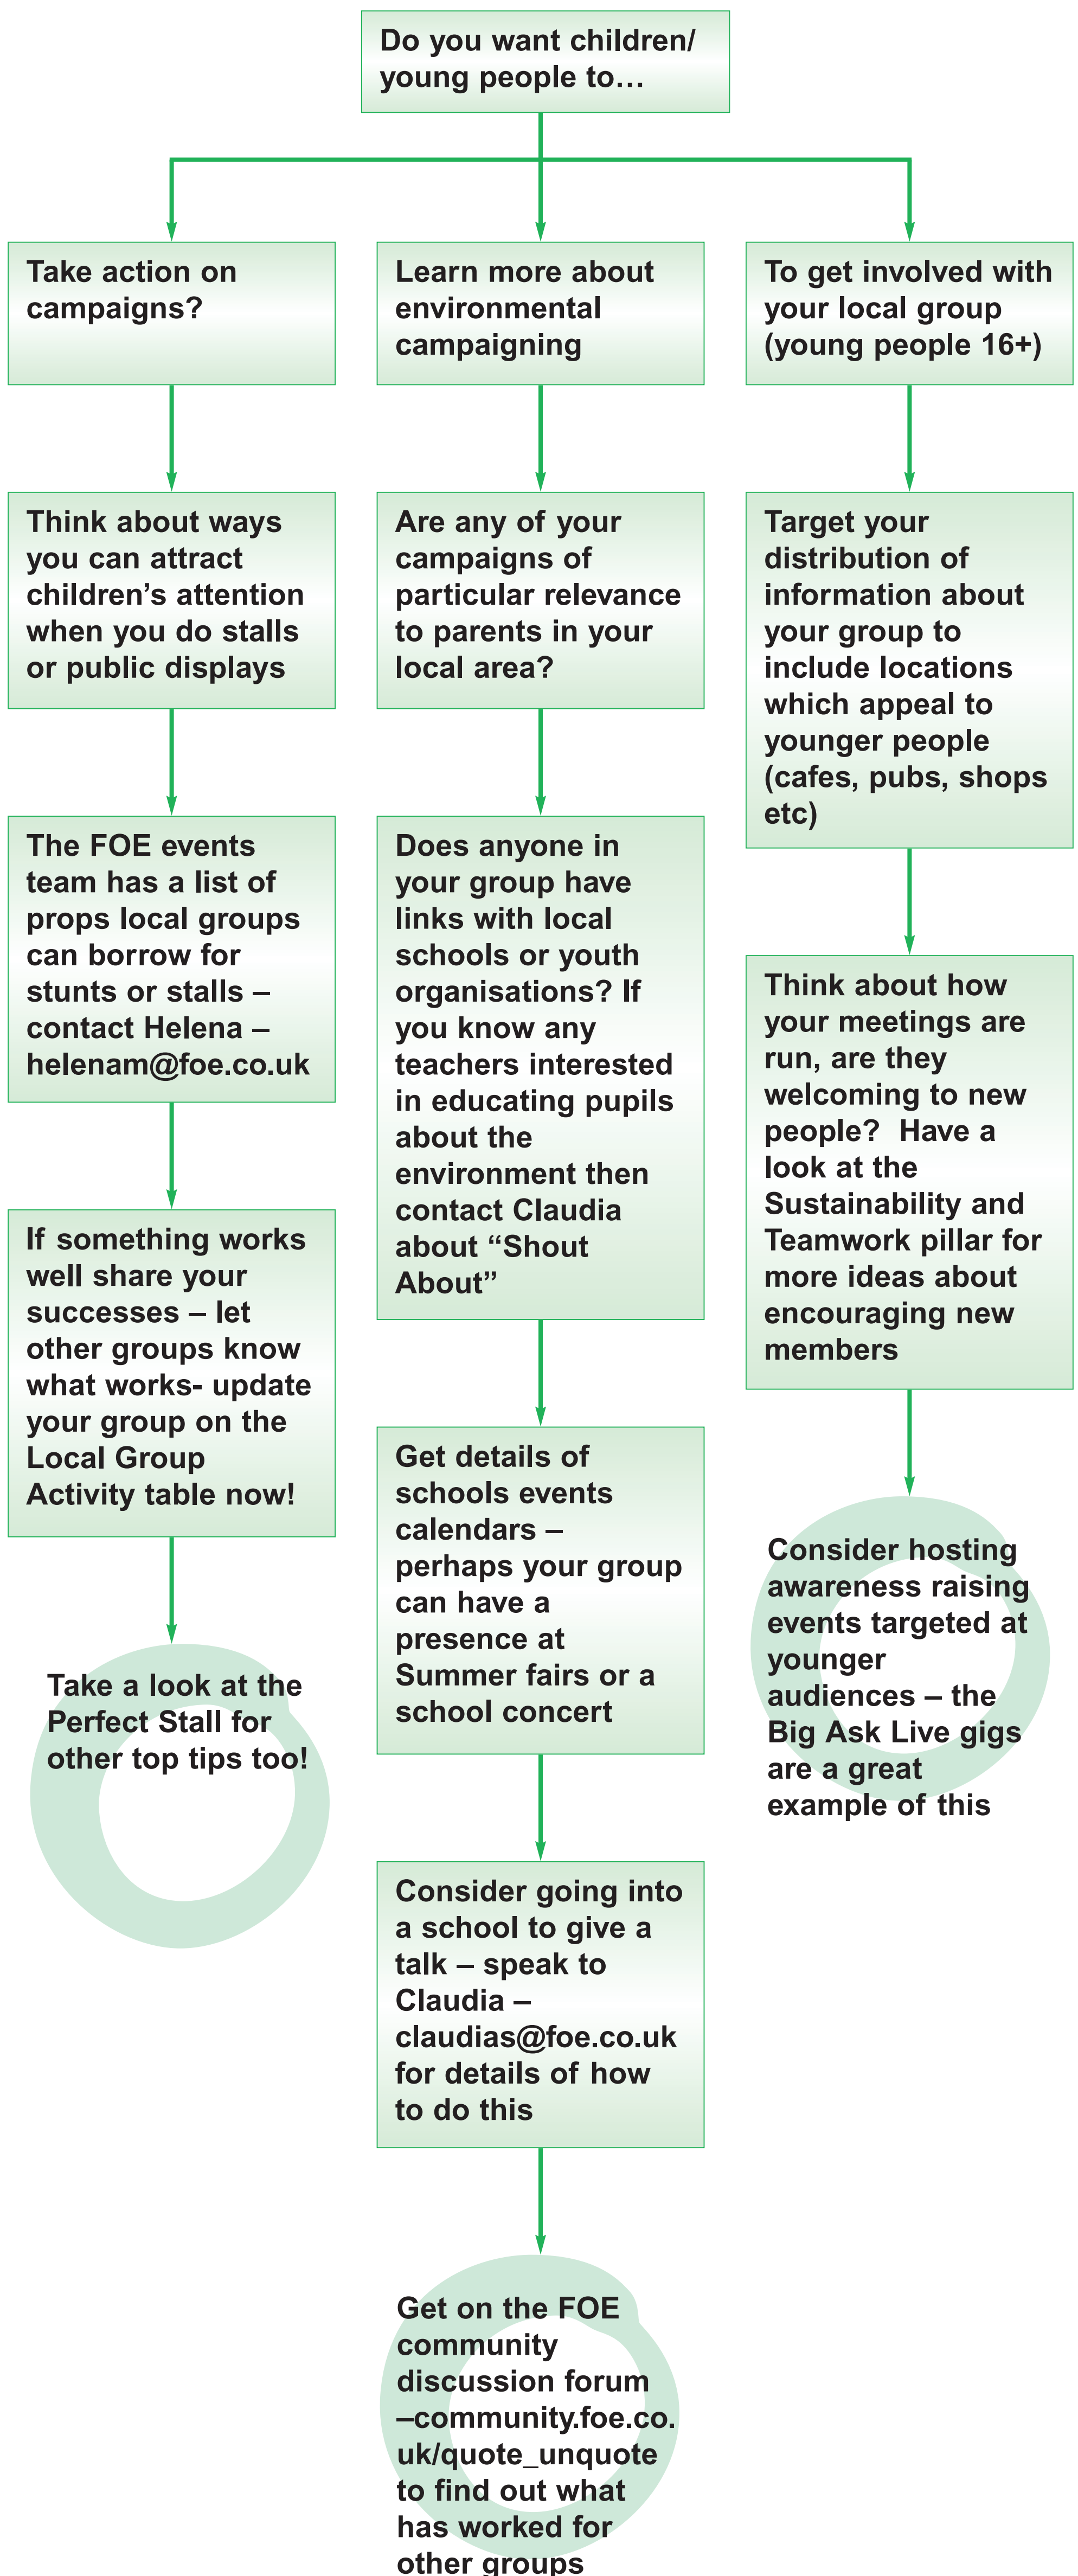 Do you want children/
young people to…
Take action on
campaigns?
Think about ways
you can attract
children’s attention
when you do stalls
or public displays
The FOE events
team has a list of
props local groups
can borrow for
stunts or stalls –
contact Helena –
helenam@foe.co.uk
If something works
well share your
successes – let
other groups know
what works- update
your group on the
Local Group
Activity table now!
Take a look at the
Perfect Stall for
other top tips too!
Learn more about
environmental
campaigning
Are any of your
campaigns of
particular relevance
to parents in your
local area?
Does anyone in
your group have
links with local
schools or youth
organisations? If
you know any
teachers interested
in educating pupils
about the
environment then
contact Claudia
about “Shout
About”
Get details of
schools events
calendars –
perhaps your group
can have a
presence at
Summer fairs or a
school concert
Consider going into
a school to give a
talk – speak to
Claudia –
claudias@foe.co.uk
for details of how
to do this
Get on the FOE
community
discussion forum
–community.foe.co.
uk/quote_unquote
to find out what
has worked for
other groups
To get involved with
your local group
(young people 16+)
Target your
distribution of
information about
your group to
include locations
which appeal to
younger people
(cafes, pubs, shops
etc)
Think about how
your meetings are
run, are they
welcoming to new
people?  Have a
look at the
Sustainability and
Teamwork pillar for
more ideas about
encouraging new
members
Consider hosting
awareness raising
events targeted at
younger
audiences – the
Big Ask Live gigs
are a great
example of this